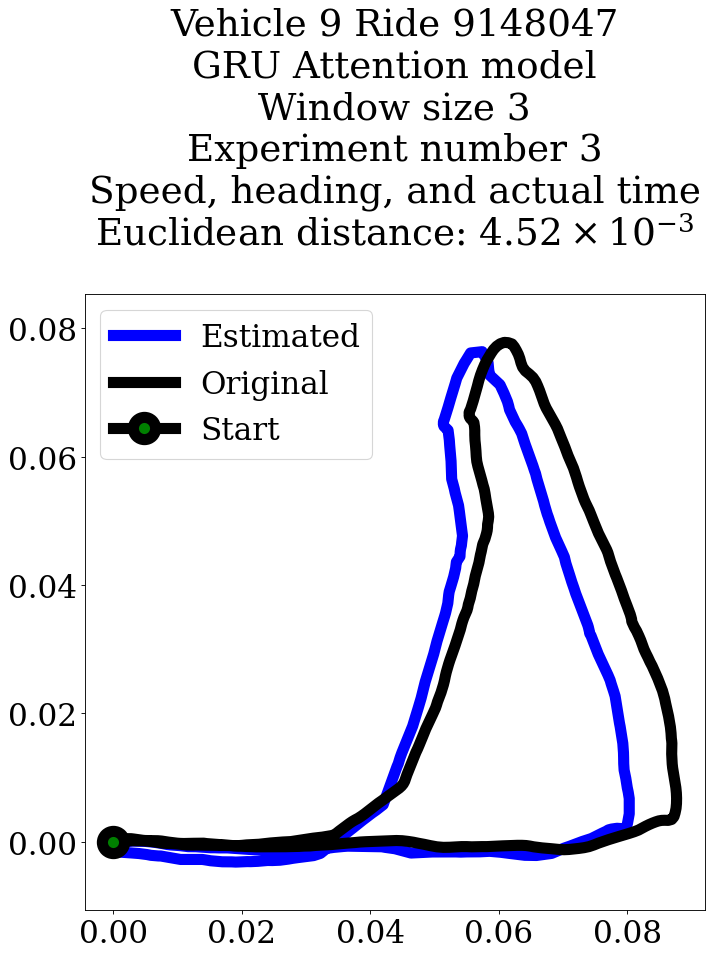 Vehicle 9 Ride 9148047
GRU Attention model
Window size 3
Experiment number 3
Speed, heading, and actual time
Euclidean distance: 4.52 × 10⁻³
Estimated
Original
Start
0.08
0.06
0.04
0.02
0.00
0.00 0.02 0.04 0.06 0.08